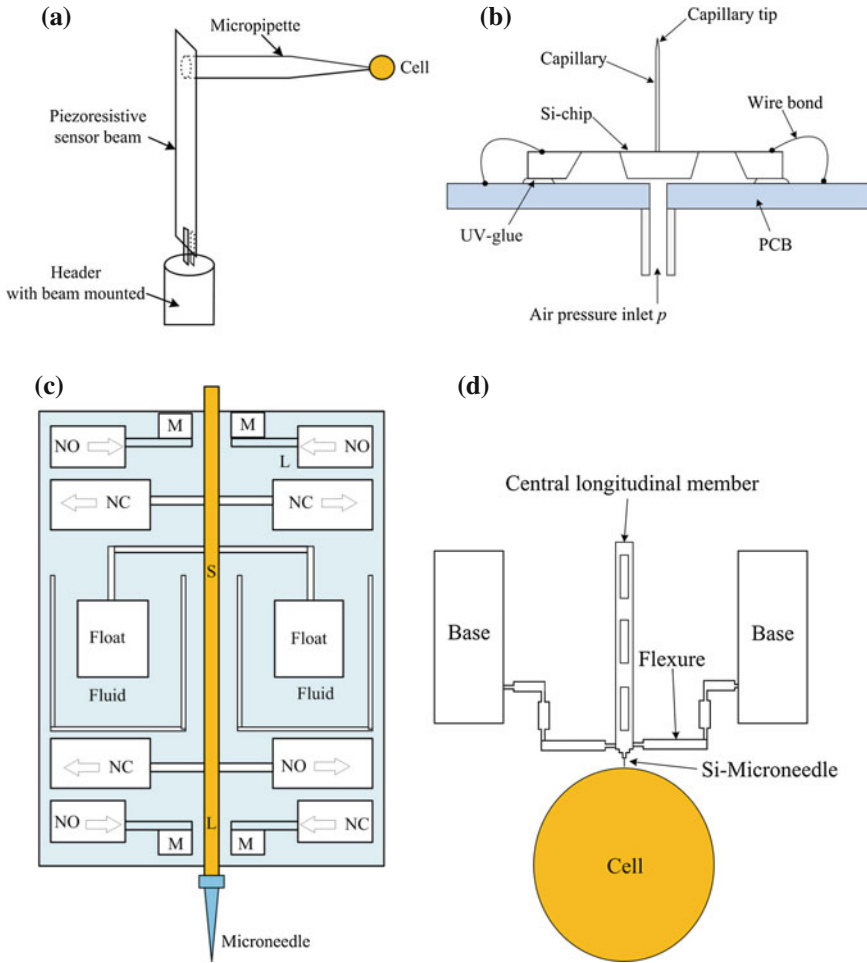 (a)
Micropipette
Cell
Piezoresistive
sensor beam
Header
with beam mounted
(b)
Capillary tip
Capillary
Si-chip
Wire bond
UV-glue
PCB
Air pressure inlet p
(c)
M
M
NO
NO
L
NC
NC
S
Float
Float
Fluid
Fluid
NC
NO
NO
L
NC
M
M
Microneedle
(d)
Central longitudinal member
Base
Base
Flexure
Si-Microneedle
Cell